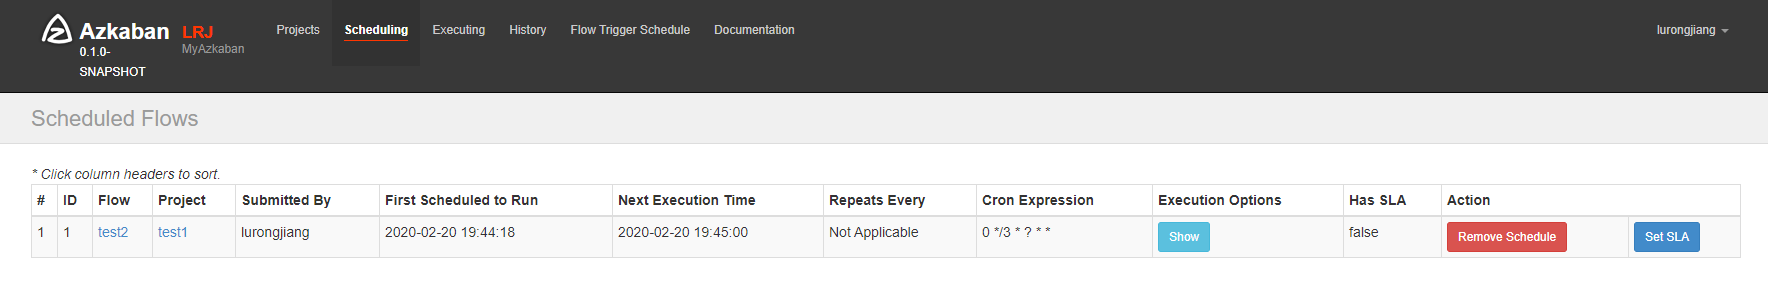 Azkaban
0.1.0-
SNAPSHOT
LRJ
MyAzkaban
Projects Scheduling Executing History Flow Trigger Schedule Documentation
lurongjiang
Scheduled Flows
* Click column headers to sort.
# ID Flow Project Submitted By First Scheduled to Run Next Execution Time Repeats Every Cron Expression Execution Options Has SLA Action
1 1 test2 test1 lurongjiang 2020-02-20 19:44:18 2020-02-20 19:45:00 Not Applicable 0 */3 * ? * * Show false Remove Schedule Set SLA